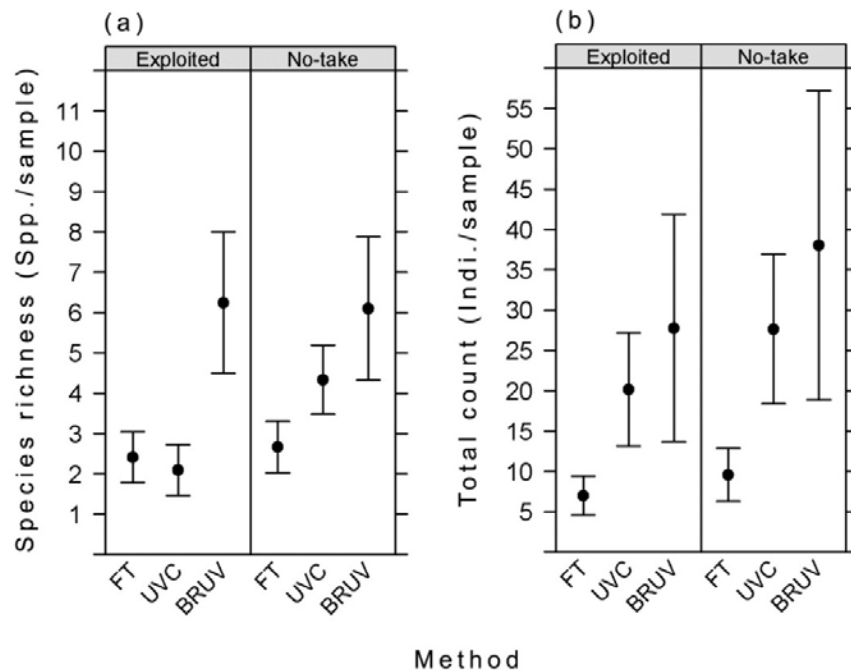 (a)
Exploited No-take
Species richness (Spp./sample)
11
10
9
8
7
6
5
4
3
2
1
FT UVC BRUV FT UVC BRUV
(b)
Exploited No-take
Total count (Indi./sample)
55
50
45
40
35
30
25
20
15
10
5
FT UVC BRUV FT UVC BRUV
Method